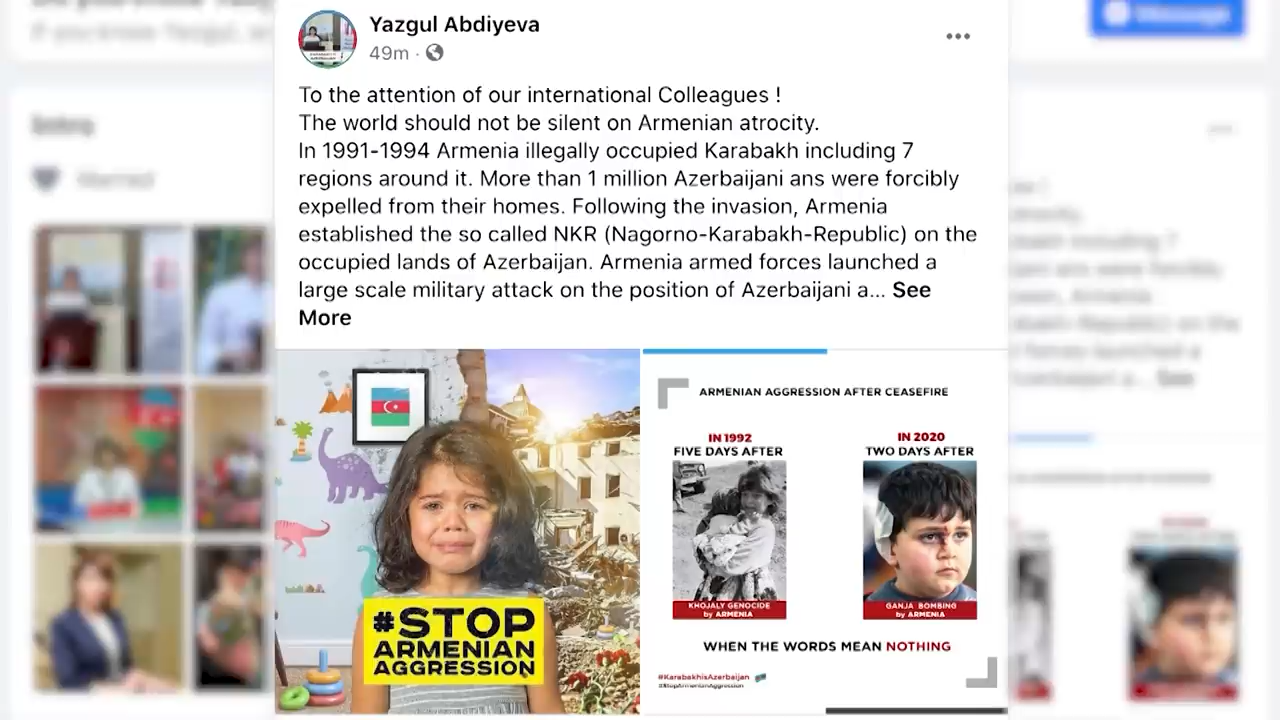 Yazgul Abdiyeva
49m ·
To the attention of our international Colleagues !
The world should not be silent on Armenian atrocity.
In 1991-1994 Armenia illegally occupied Karabakh including 7
regions around it. More than 1 million Azerbaijani ans were forcibly
expelled from their homes. Following the invasion, Armenia
established the so called NKR (Nagorno-Karabakh-Republic) on the
occupied lands of Azerbaijan. Armenia armed forces launched a
large scale military attack on the position of Azerbaijani a... See
More
#STOP
ARMENIAN
AGGRESSION
ARMENIAN AGGRESSION AFTER CEASEFIRE
IN 1992
FIVE DAYS AFTER
KHOJALY GENOCIDE
by ARMENIA
IN 2020
TWO DAYS AFTER
GANJA BOMBING
by ARMENIA
WHEN THE WORDS MEAN NOTHING
#KarabakhisAzerbaijan
#StopArmenianAggression
Message
Intro
Married